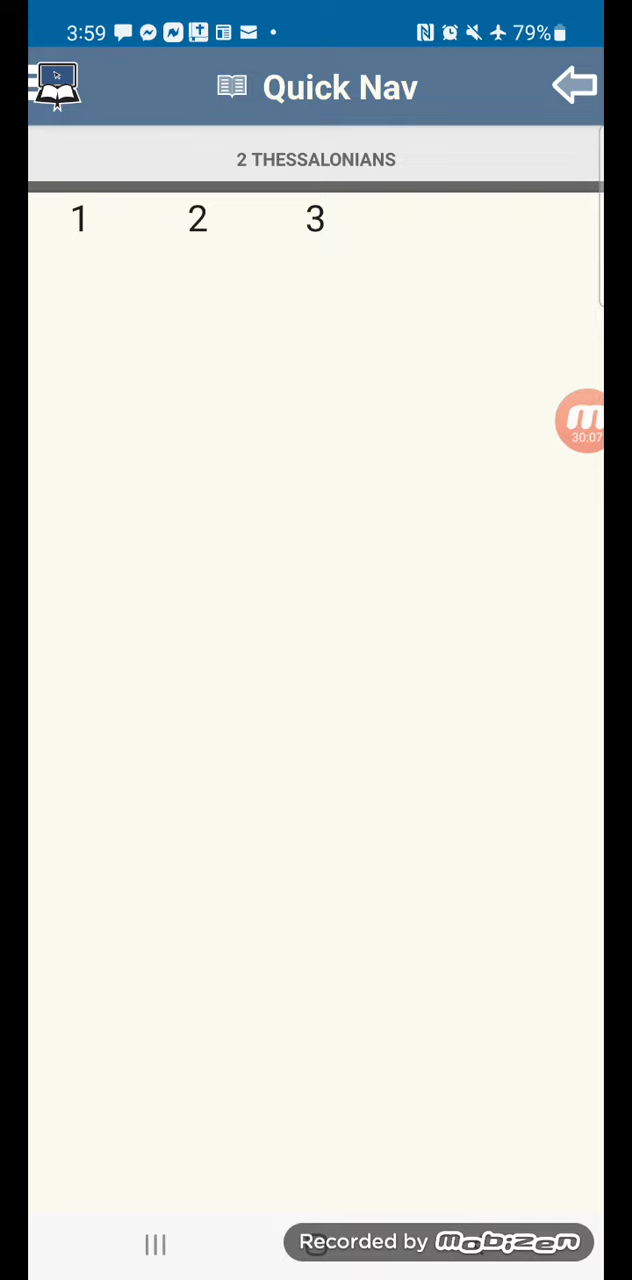 3:59 79%
Quick Nav
2 THESSALONIANS
1 2 3
30:07
Recorded by mobizen